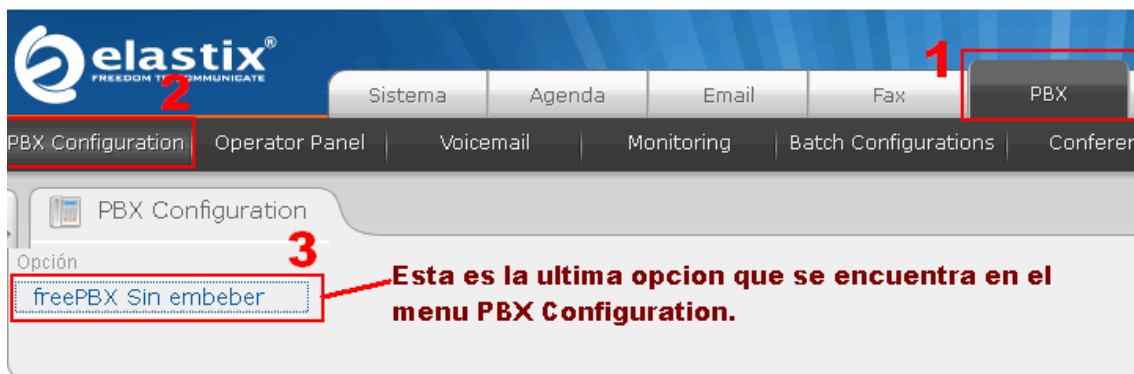 elastix®
FREEDOM TO COMMUNICATE
1
2
Sistema Agenda Email Fax PBX
PBX Configuration Operator Panel Voicemail Monitoring Batch Configurations Conferen
PBX Configuration
3
Opción
freePBX Sin embeber
Esta es la ultima opcion que se encuentra en el
menu PBX Configuration.